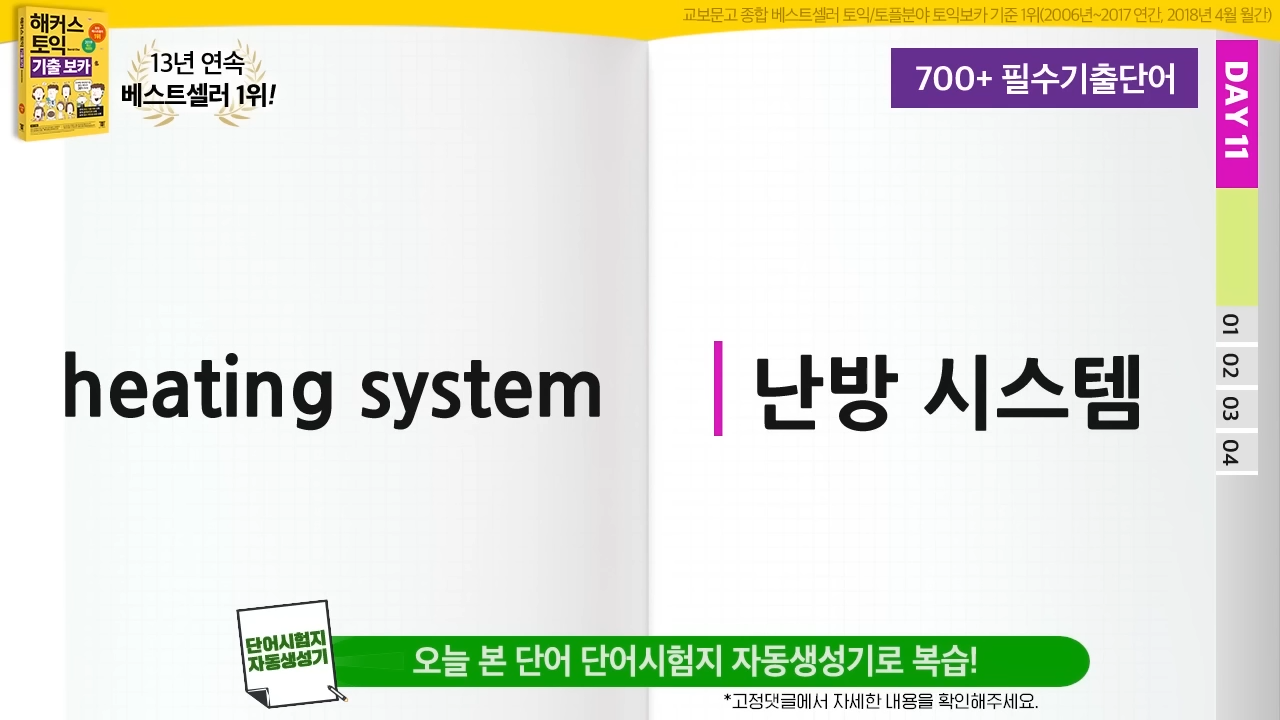 교보문고 종합 베스트셀러 토익/토플분야 토익보카 기준 1위(2006년~2017 연간, 2018년 4월 월간)
해커스
토익
기출 보카
13년 연속
베스트셀러 1위!
700+ 필수기출단어
DAY 11
heating system
난방 시스템
01
02
03
04
단어시험지
자동생성기
오늘 본 단어 단어시험지 자동생성기로 복습!
*고정댓글에서 자세한 내용을 확인해주세요.